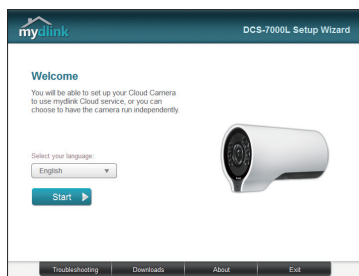 mydlink
DCS-7000L Setup Wizard
Welcome
You will be able to set up your Cloud Camera
to use mydlink Cloud service, or you can
choose to have the camera run independently.
Select your language:
English
Start
Troubleshooting
Downloads
About
Exit